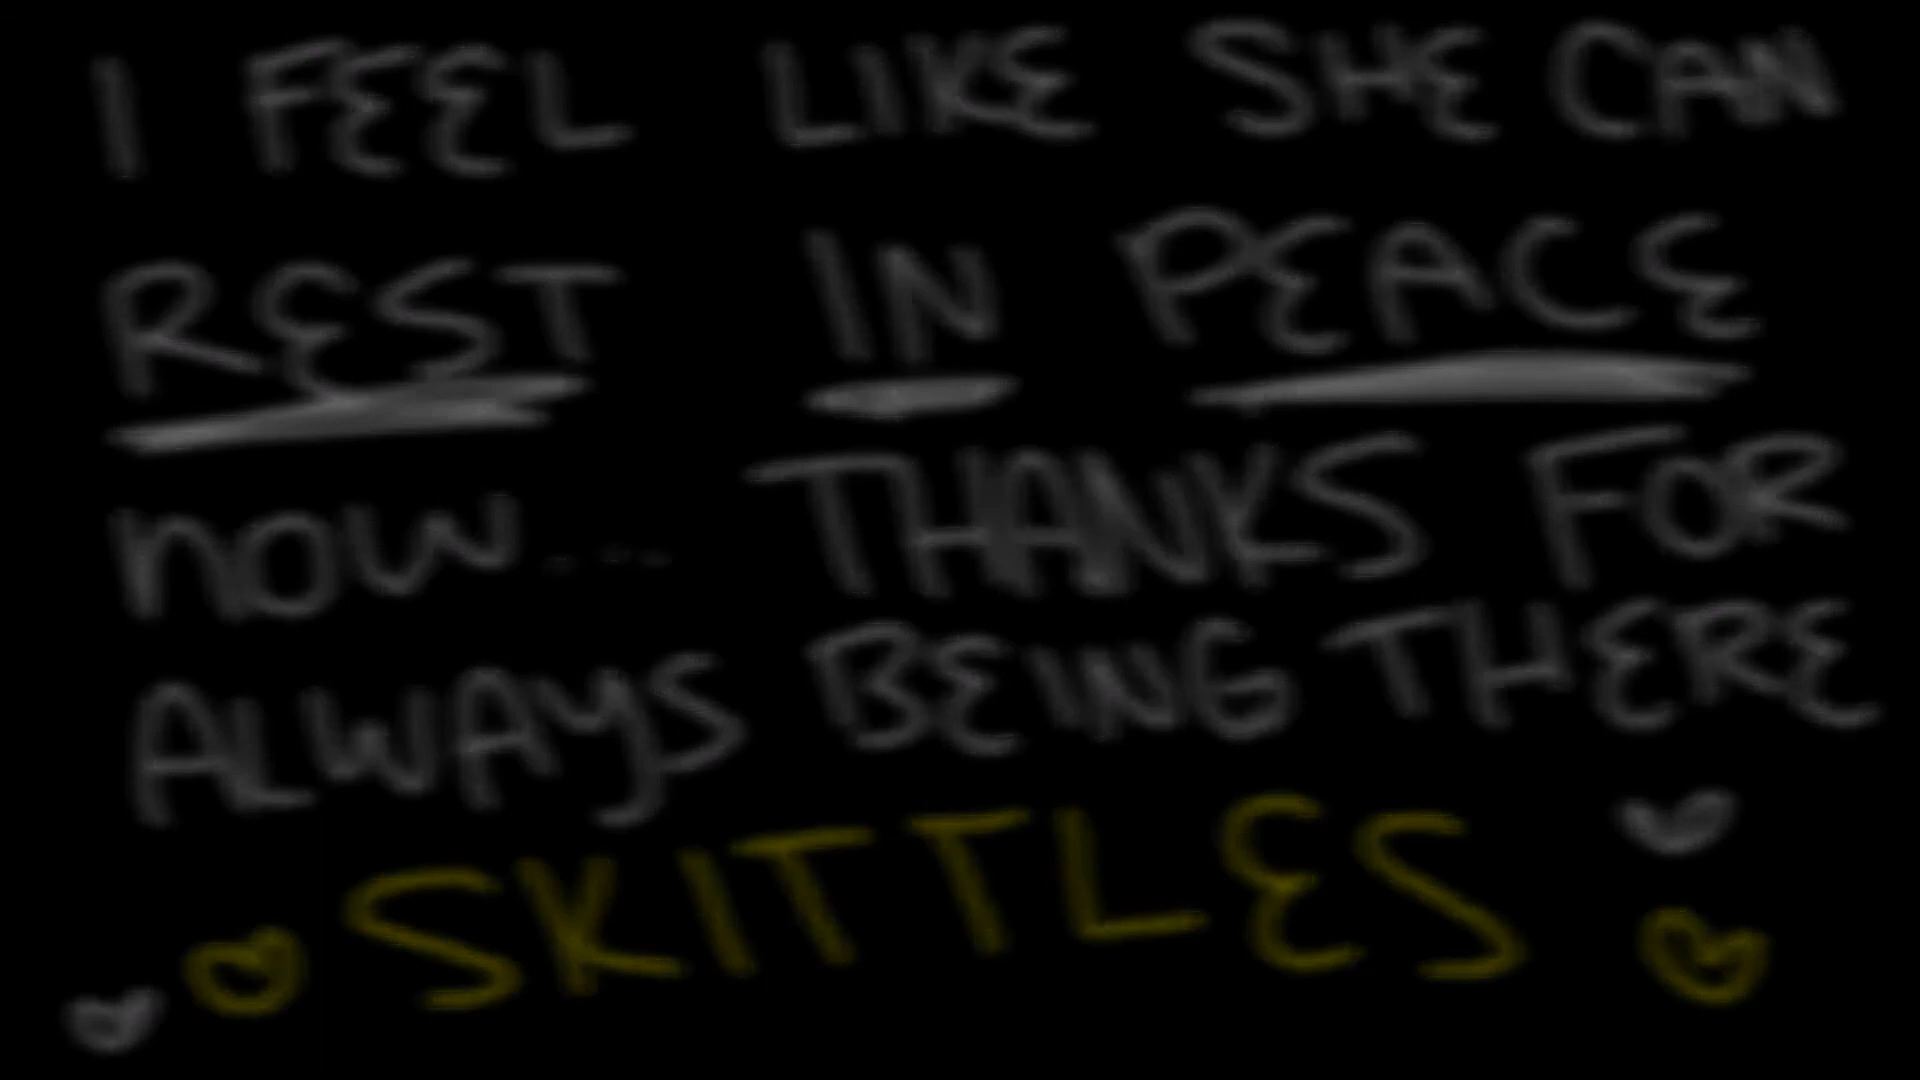 I FEEL LIKE SHE CAN
REST IN PEACE
NOW.... THANKS FOR
ALWAYS BEING THERE
SKITTLES